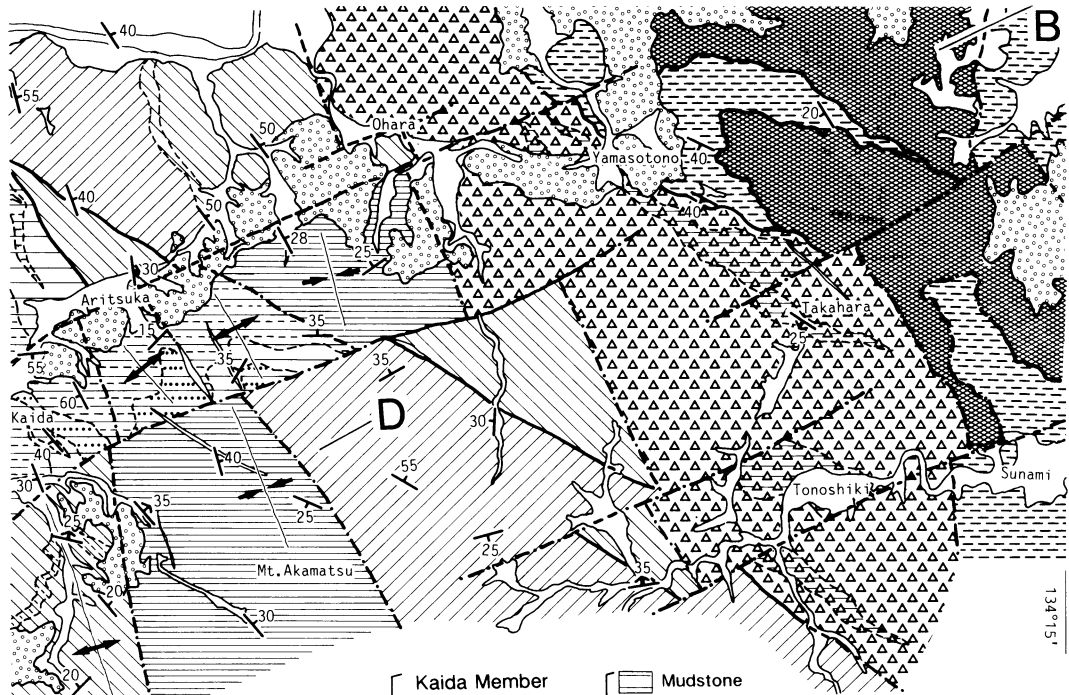 B
40
55
50
Ohara
20
Yamasotono 40
40
40
50
28
25
30
Aritsuka
Takahara
15
35
35
25
55
35
60
D
Kaida
30
40
40
55
30
Sunami
35
25
Tonoshiki
25
25
35
Mt. Akamatsu
134°15'
20
30
20
Kaida Member
Mudstone